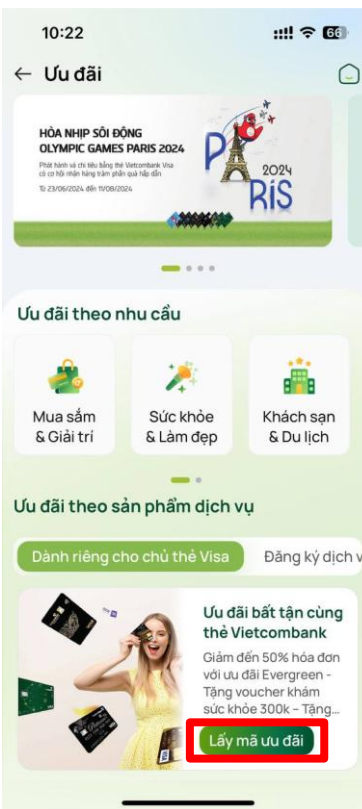 10:22
66
Ưu đãi
HÒA NHỊP SÔI ĐỘNG
OLYMPIC GAMES PARIS 2024
Phát hành và chi tiêu bằng thẻ Vietcombank Visa
có cơ hội nhận hàng trăm phần quà hấp dẫn
Từ 23/06/2024 đến 11/08/2024
PARIS
2024
Ưu đãi theo nhu cầu
Mua sắm
& Giải trí
Sức khỏe
& Làm đẹp
Khách sạn
& Du lịch
Ưu đãi theo sản phẩm dịch vụ
Dành riêng cho chủ thẻ Visa
Đăng ký dịch v
Ưu đãi bất tận cùng
thẻ Vietcombank
Giảm đến 50% hóa đơn
với ưu đãi Evergreen -
Tặng voucher khám
sức khỏe 300k – Tặng...
Lấy mã ưu đãi